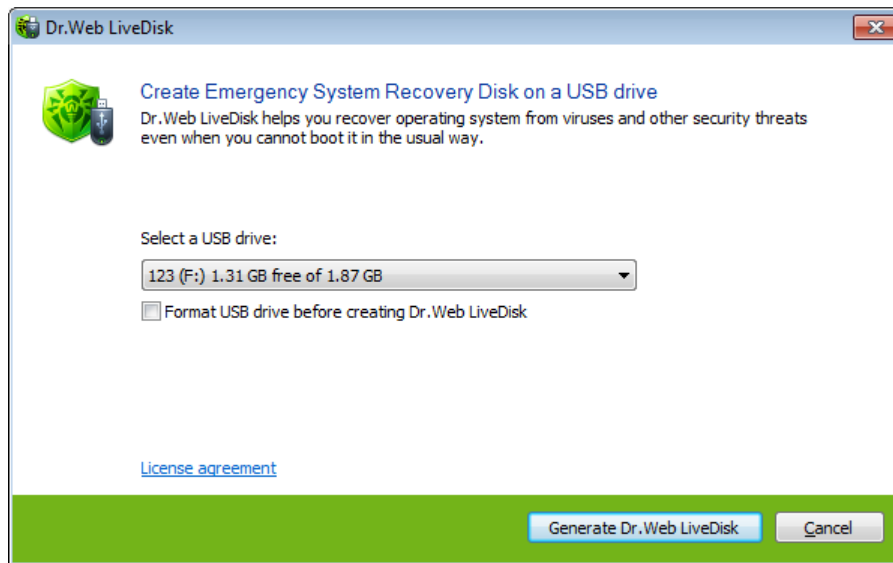 Dr.Web LiveDisk
Create Emergency System Recovery Disk on a USB drive
Dr.Web LiveDisk helps you recover operating system from viruses and other security threats
even when you cannot boot it in the usual way.
Select a USB drive:
123 (F:) 1.31 GB free of 1.87 GB
Format USB drive before creating Dr.Web LiveDisk
License agreement
Generate Dr.Web LiveDisk
Cancel